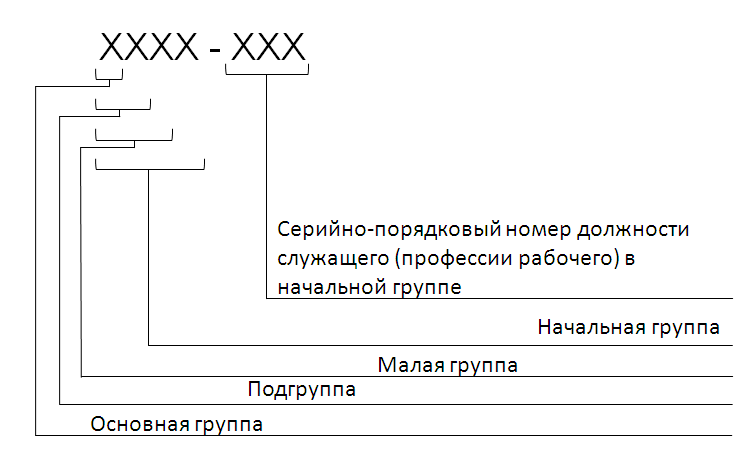 XXXX - XXX
Серийно-порядковый номер должности
служащего (профессии рабочего) в
начальной группе
Начальная группа
Малая группа
Подгруппа
Основная группа